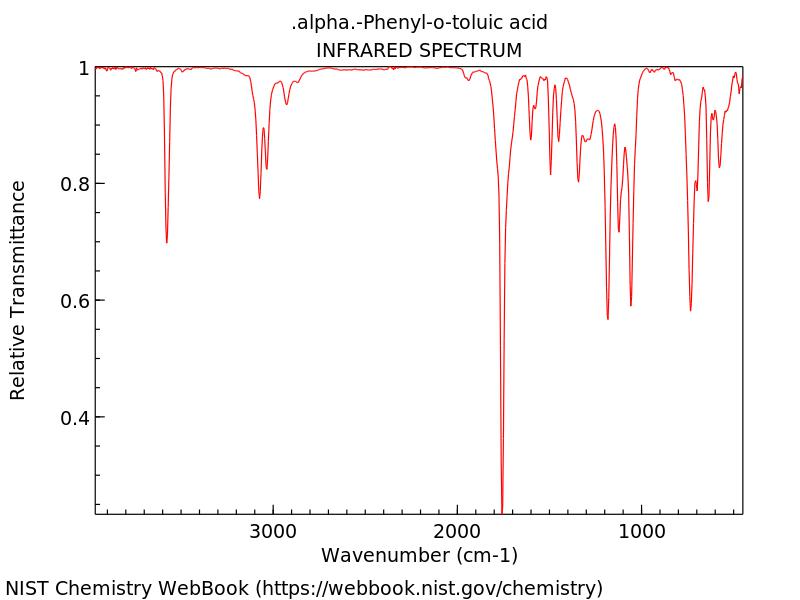 .alpha.-Phenyl-o-toluic acid
INFRARED SPECTRUM
1
0.8
0.6
0.4
Relative Transmittance
3000 2000 1000
Wavenumber (cm-1)
NIST Chemistry WebBook (https://webbook.nist.gov/chemistry)